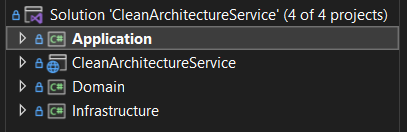 Solution 'CleanArchitectureService' (4 of 4 projects)
C# Application
CleanArchitectureService
C# Domain
C# Infrastructure